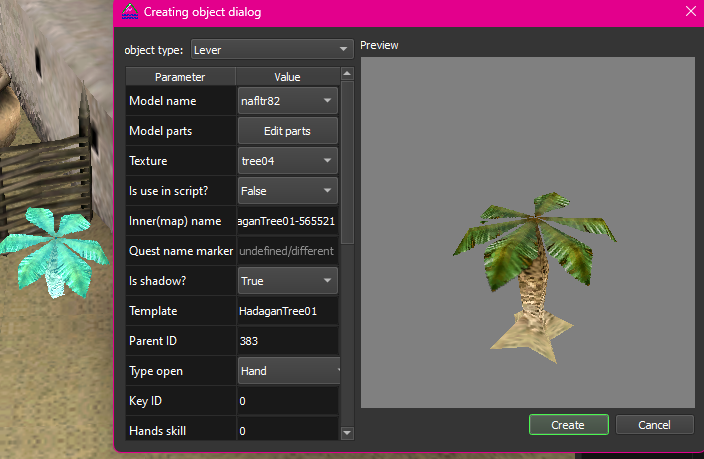 Creating object dialog
object type: Lever
Preview
Parameter Value
Model name nafltr82
Model parts Edit parts
Texture tree04
Is use in script? False
Inner(map) name aganTree01-565521
Quest name marker undefined/different
Is shadow? True
Template HadaganTree01
Parent ID 383
Type open Hand
Key ID 0
Hands skill 0
Create Cancel